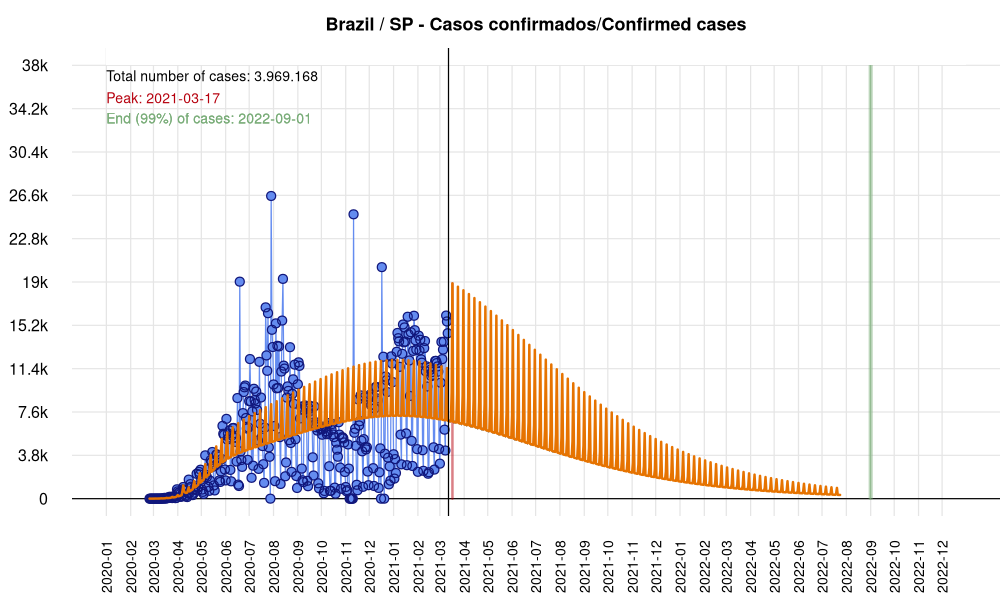 Brazil / SP - Casos confirmados/Confirmed cases
Total number of cases: 3.969.168
Peak: 2021-03-17
End (99%) of cases: 2022-09-01
38k
34.2k
30.4k
26.6k
22.8k
19k
15.2k
11.4k
7.6k
3.8k
0
2020-01
2020-02
2020-03
2020-04
2020-05
2020-06
2020-07
2020-08
2020-09
2020-10
2020-11
2020-12
2021-01
2021-02
2021-03
2021-04
2021-05
2021-06
2021-07
2021-08
2021-09
2021-10
2021-11
2021-12
2022-01
2022-02
2022-03
2022-04
2022-05
2022-06
2022-07
2022-08
2022-09
2022-10
2022-11
2022-12